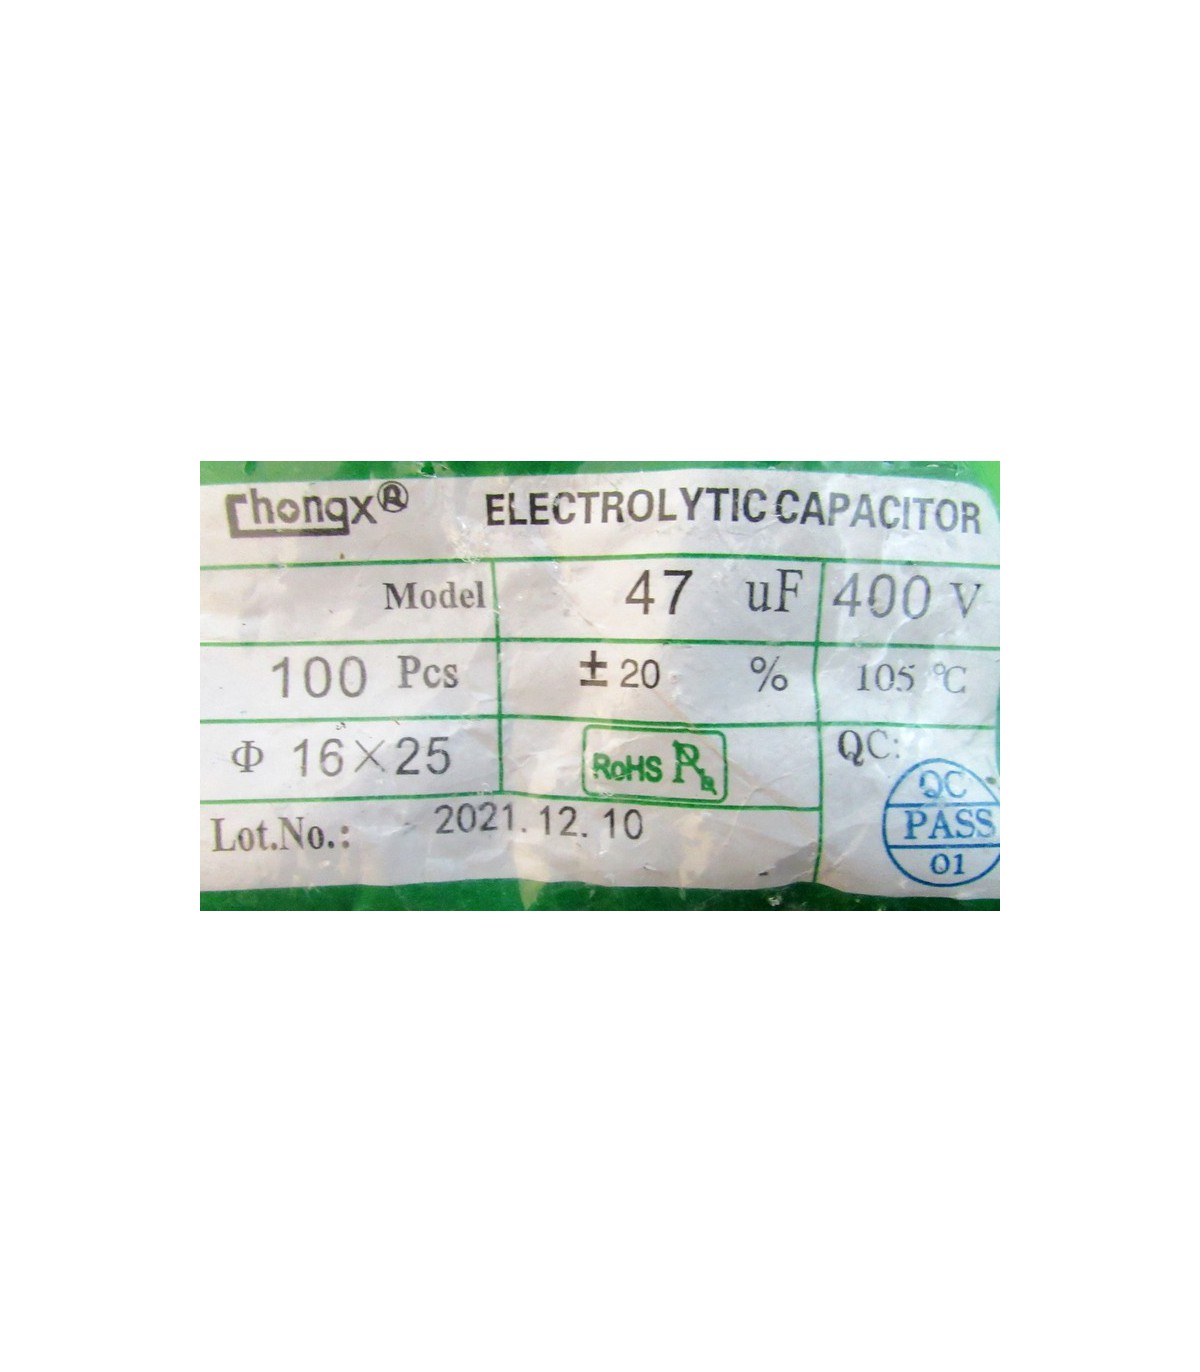 Chongx® ELECTROLYTIC CAPACITOR
Model 47 uF 400 V
100 Pcs ±20 % 105 ℃
Φ 16×25 RoHS QC:
Lot.No.: 2021.12.10
QC
PASS
01